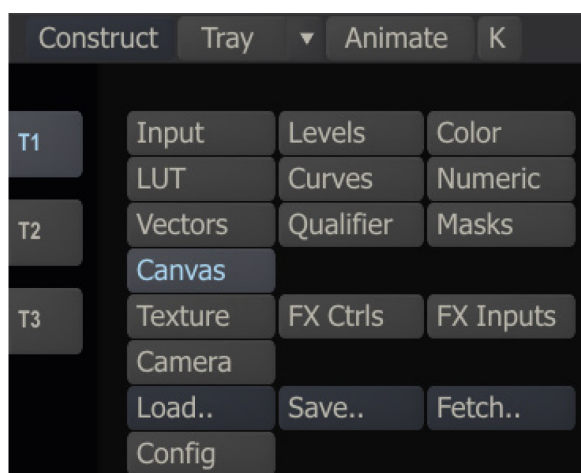 Construct Tray ▼ Animate K
T1
Input Levels Color
LUT Curves Numeric
T2
Vectors Qualifier Masks
Canvas
T3
Texture FX Ctrls FX Inputs
Camera
Load.. Save.. Fetch..
Config